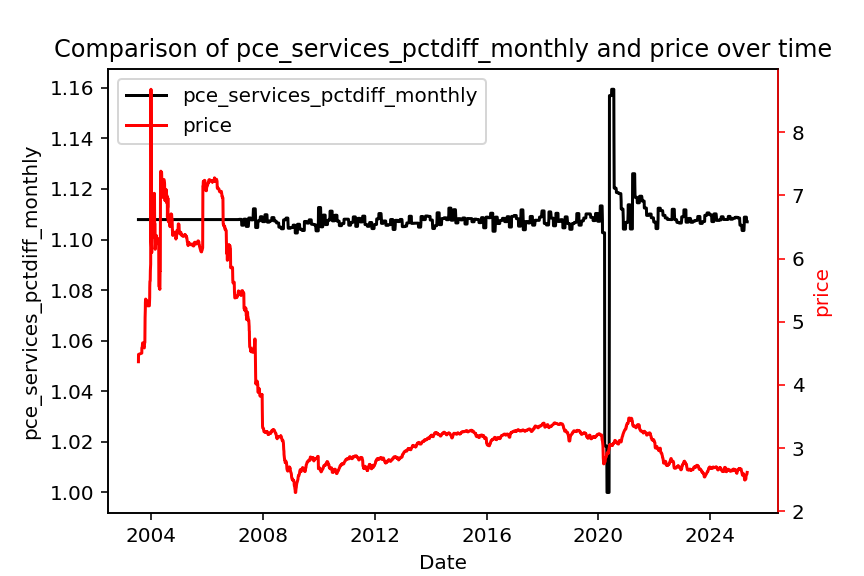 Comparison of pce_services_pctdiff_monthly and price over time
pce_services_pctdiff_monthly
price
1.16
1.14
1.12
1.10
1.08
1.06
1.04
1.02
1.00
pce_services_pctdiff_monthly
8
7
6
5
4
3
2
price
2004 2008 2012 2016 2020 2024
Date